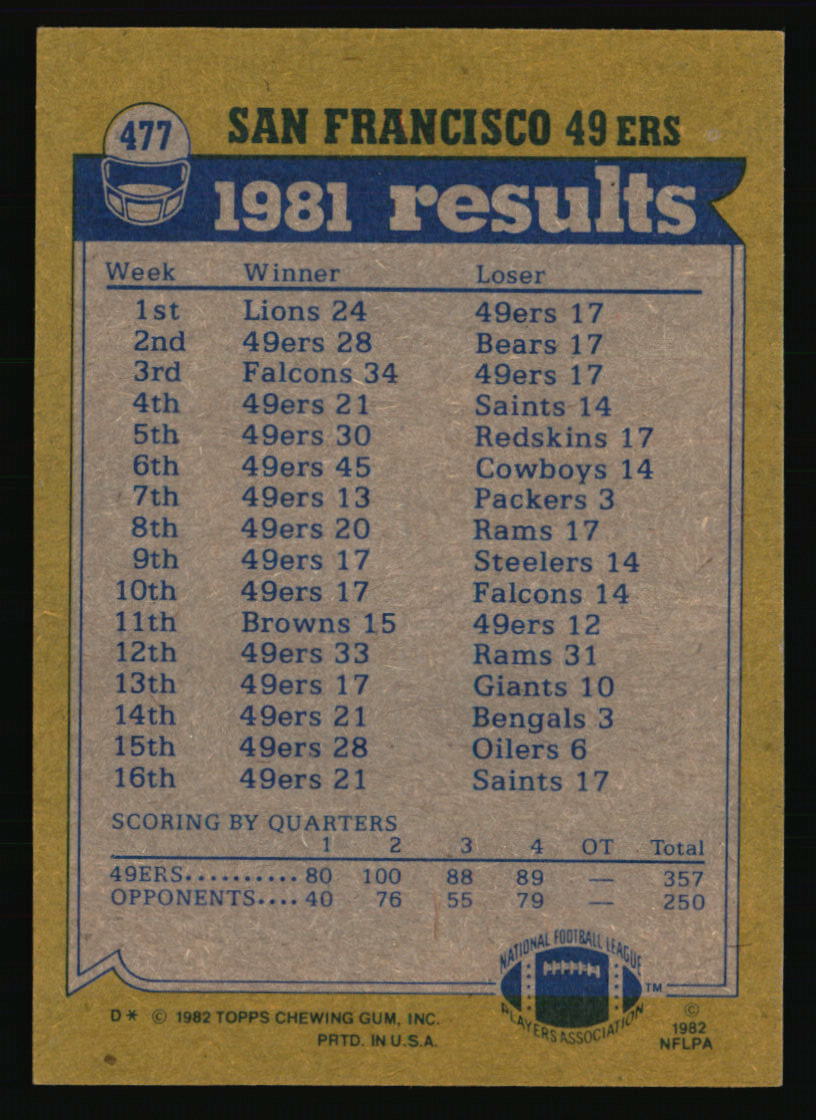 477
SAN FRANCISCO 49ERS
1981 results
Week Winner Loser
1st Lions 24 49ers 17
2nd 49ers 28 Bears 17
3rd Falcons 34 49ers 17
4th 49ers 21 Saints 14
5th 49ers 30 Redskins 17
6th 49ers 45 Cowboys 14
7th 49ers 13 Packers 3
8th 49ers 20 Rams 17
9th 49ers 17 Steelers 14
10th 49ers 17 Falcons 14
11th Browns 15 49ers 12
12th 49ers 33 Rams 31
13th 49ers 17 Giants 10
14th 49ers 21 Bengals 3
15th 49ers 28 Oilers 6
16th 49ers 21 Saints 17
SCORING BY QUARTERS
1 2 3 4 OT Total
49ERS.......... 80 100 88 89 — 357
OPPONENTS.... 40 76 55 79 — 250
NATIONAL FOOTBALL LEAGUE
PLAYERS ASSOCIATION
TM
D* © 1982 TOPPS CHEWING GUM, INC.
PRTD. IN U.S.A.
©
1982
NFLPA